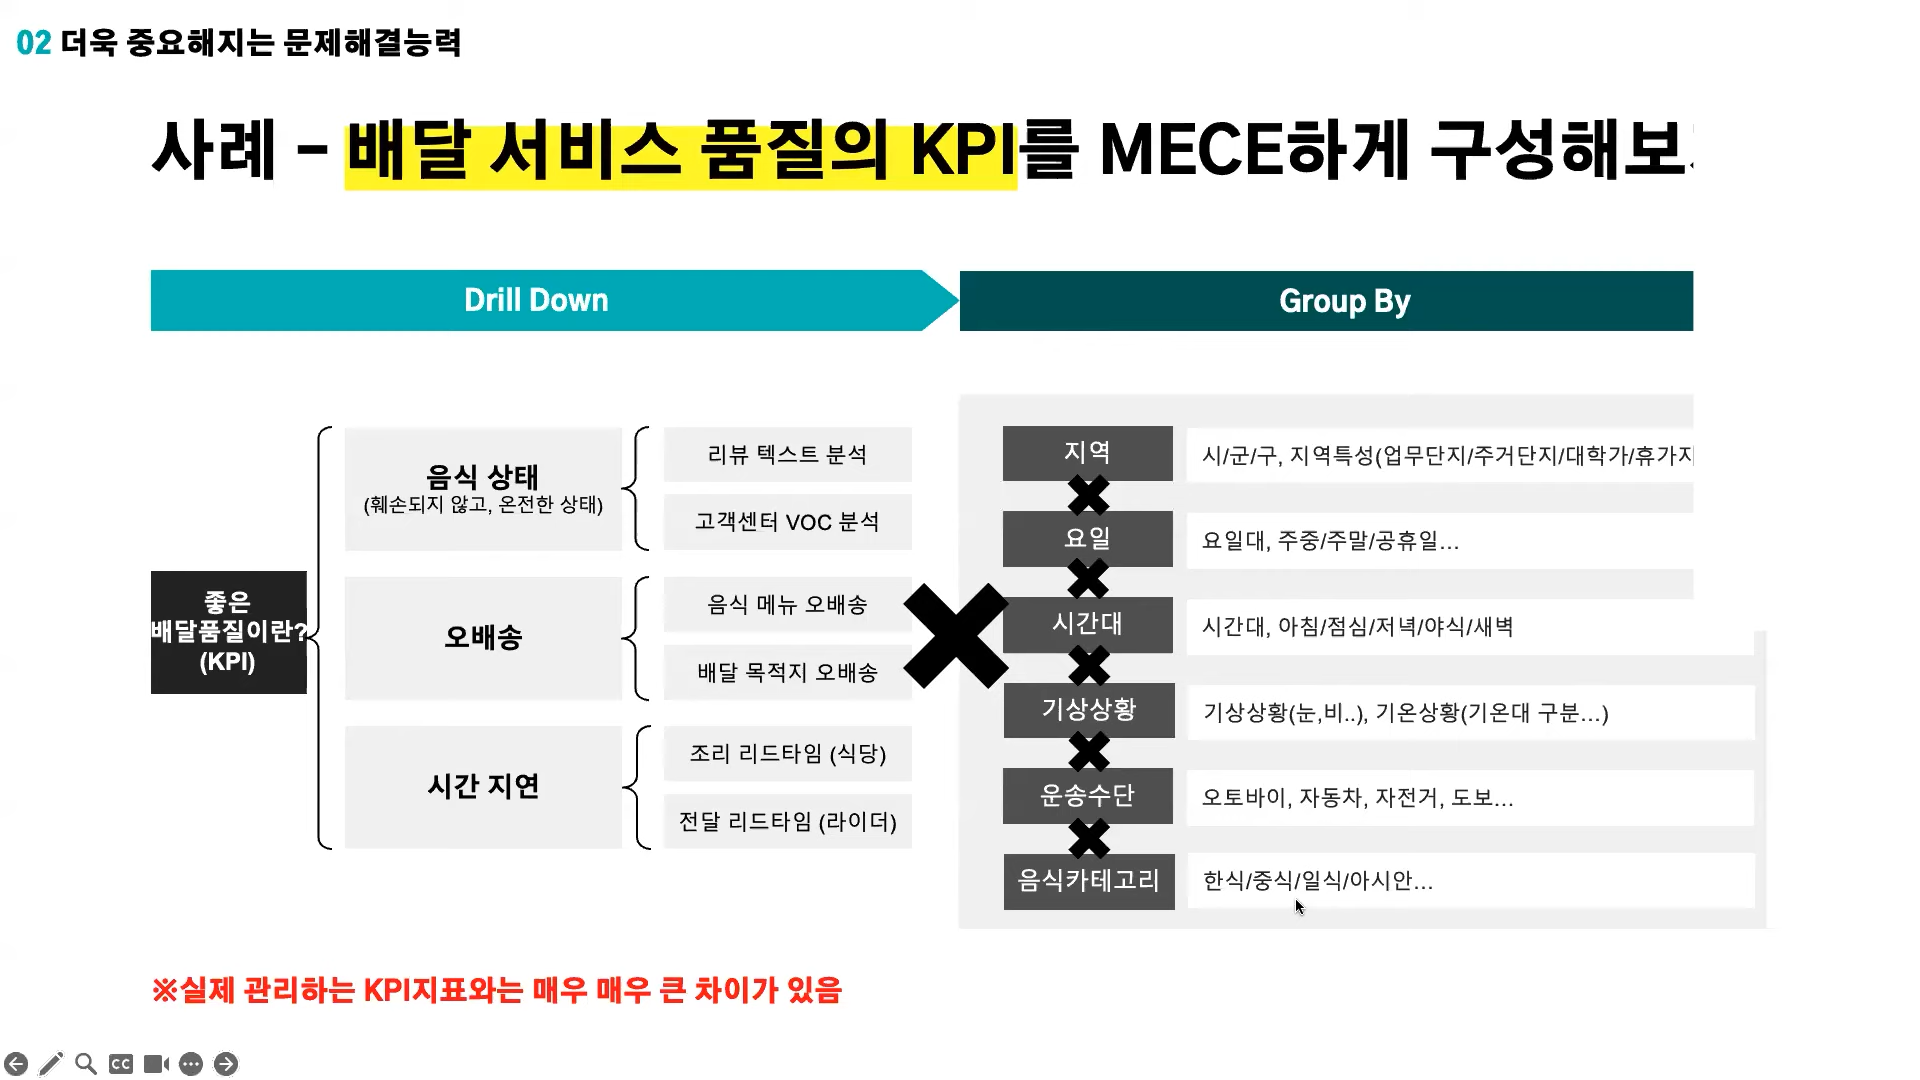 02 더욱 중요해지는 문제해결능력
사례 - 배달 서비스 품질의 KPI를 MECE하게 구성해보
Drill Down
Group By
좋은
배달품질이란?
(KPI)
음식 상태
(훼손되지 않고, 온전한 상태)
리뷰 텍스트 분석
고객센터 VOC 분석
오배송
음식 메뉴 오배송
배달 목적지 오배송
시간 지연
조리 리드타임 (식당)
전달 리드타임 (라이더)
지역
시/군/구, 지역특성(업무단지/주거단지/대학가/휴가지
요일
요일대, 주중/주말/공휴일...
시간대
시간대, 아침/점심/저녁/야식/새벽
기상상황
기상상황(눈,비..), 기온상황(기온대 구분...)
운송수단
오토바이, 자동차, 자전거, 도보...
음식카테고리
한식/중식/일식/아시안...
※실제 관리하는 KPI지표와는 매우 매우 큰 차이가 있음
CC